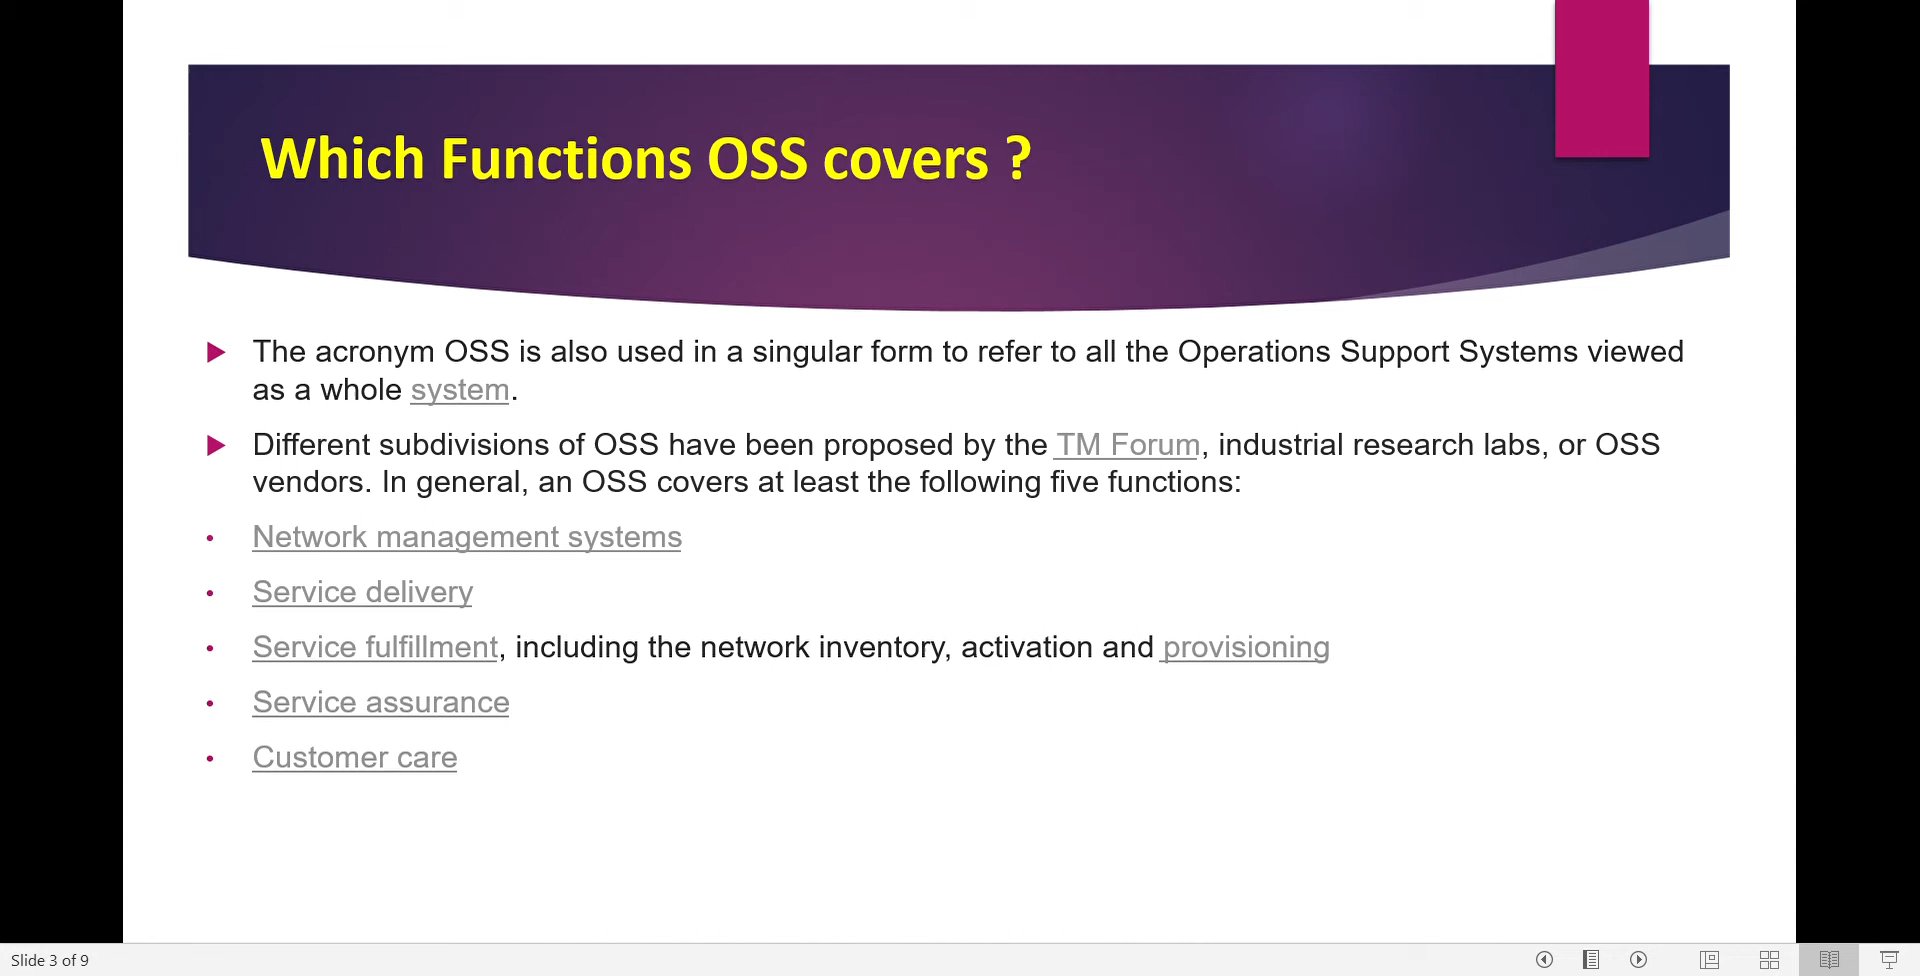 Which Functions OSS covers ?
The acronym OSS is also used in a singular form to refer to all the Operations Support Systems viewed
as a whole system.
Different subdivisions of OSS have been proposed by the TM Forum, industrial research labs, or OSS
vendors. In general, an OSS covers at least the following five functions:
Network management systems
Service delivery
Service fulfillment, including the network inventory, activation and provisioning
Service assurance
Customer care
Slide 3 of 9